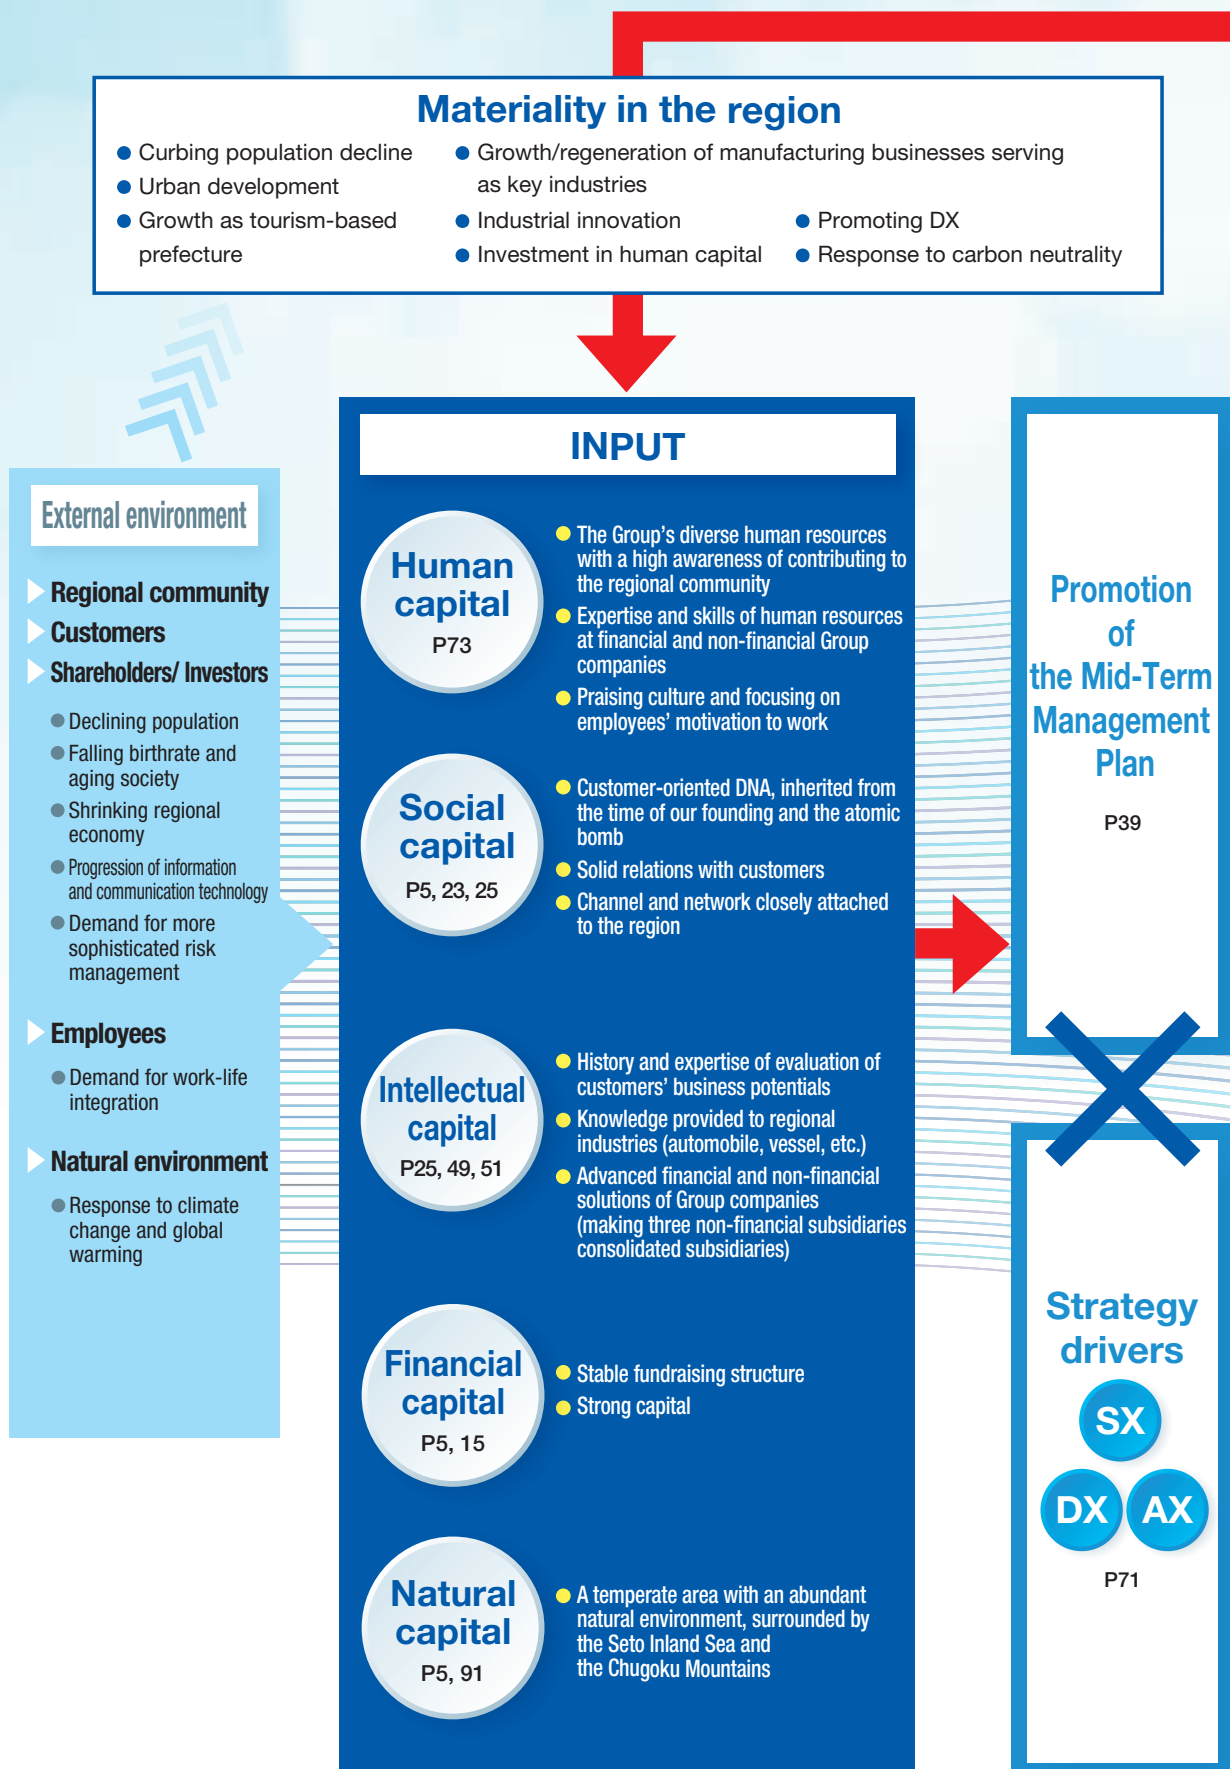 Materiality in the region
Curbing population decline
Urban development
Growth as tourism-based
prefecture
Growth/regeneration of manufacturing businesses serving
as key industries
Industrial innovation
Investment in human capital
Promoting DX
Response to carbon neutrality
External environment
Regional community
Customers
Shareholders/ Investors
Declining population
Falling birthrate and
aging society
Shrinking regional
economy
Progression of information
and communication technology
Demand for more
sophisticated risk
management
Employees
Demand for work-life
integration
Natural environment
Response to climate
change and global
warming
INPUT
Human
capital
P73
The Group's diverse human resources
with a high awareness of contributing to
the regional community
Expertise and skills of human resources
at financial and non-financial Group
companies
Praising culture and focusing on
employees' motivation to work
Social
capital
P5, 23, 25
Customer-oriented DNA, inherited from
the time of our founding and the atomic
bomb
Solid relations with customers
Channel and network closely attached
to the region
Intellectual
capital
P25, 49, 51
History and expertise of evaluation of
customers' business potentials
Knowledge provided to regional
industries (automobile, vessel, etc.)
Advanced financial and non-financial
solutions of Group companies
(making three non-financial subsidiaries
consolidated subsidiaries)
Financial
capital
P5, 15
Stable fundraising structure
Strong capital
Natural
capital
P5, 91
A temperate area with an abundant
natural environment, surrounded by
the Seto Inland Sea and
the Chugoku Mountains
Promotion
of
the Mid-Term
Management
Plan
P39
Strategy
drivers
SX
DX AX
P71